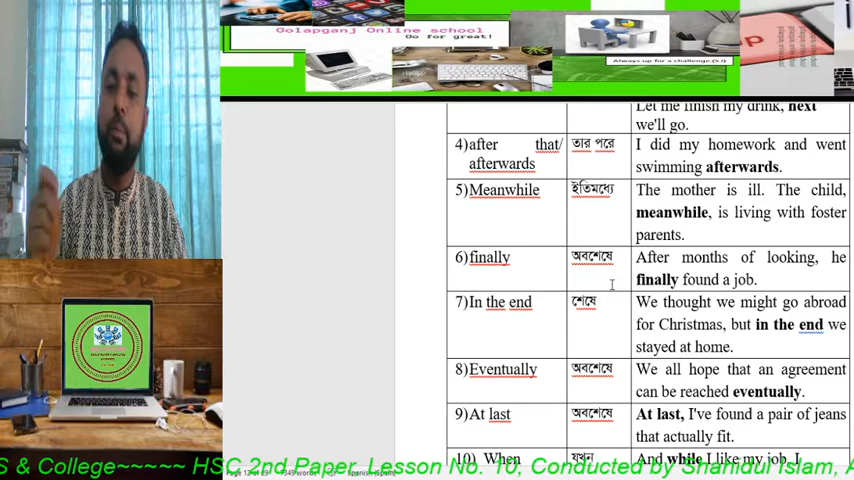 Golapganj Online school
Go for great!
Always up for a challenge.(S.I)
Let me finish my drink, next
we'll go.
4) after that/ তার পরে I did my homework and went
afterwards swimming afterwards.
5) Meanwhile ইতিমধ্যে The mother is ill. The child,
meanwhile, is living with foster
parents.
6) finally অবশেষে After months of looking, he
finally found a job.
7) In the end শেষে We thought we might go abroad
for Christmas, but in the end we
stayed at home.
8) Eventually অবশেষে We all hope that an agreement
can be reached eventually.
9) At last অবশেষে At last, I've found a pair of jeans
that actually fit.
10) When যখন And while I like my job, I
S & College~~~~~ HSC 2nd Paper, Lesson No. 10, Conducted by Shahidul Islam, A